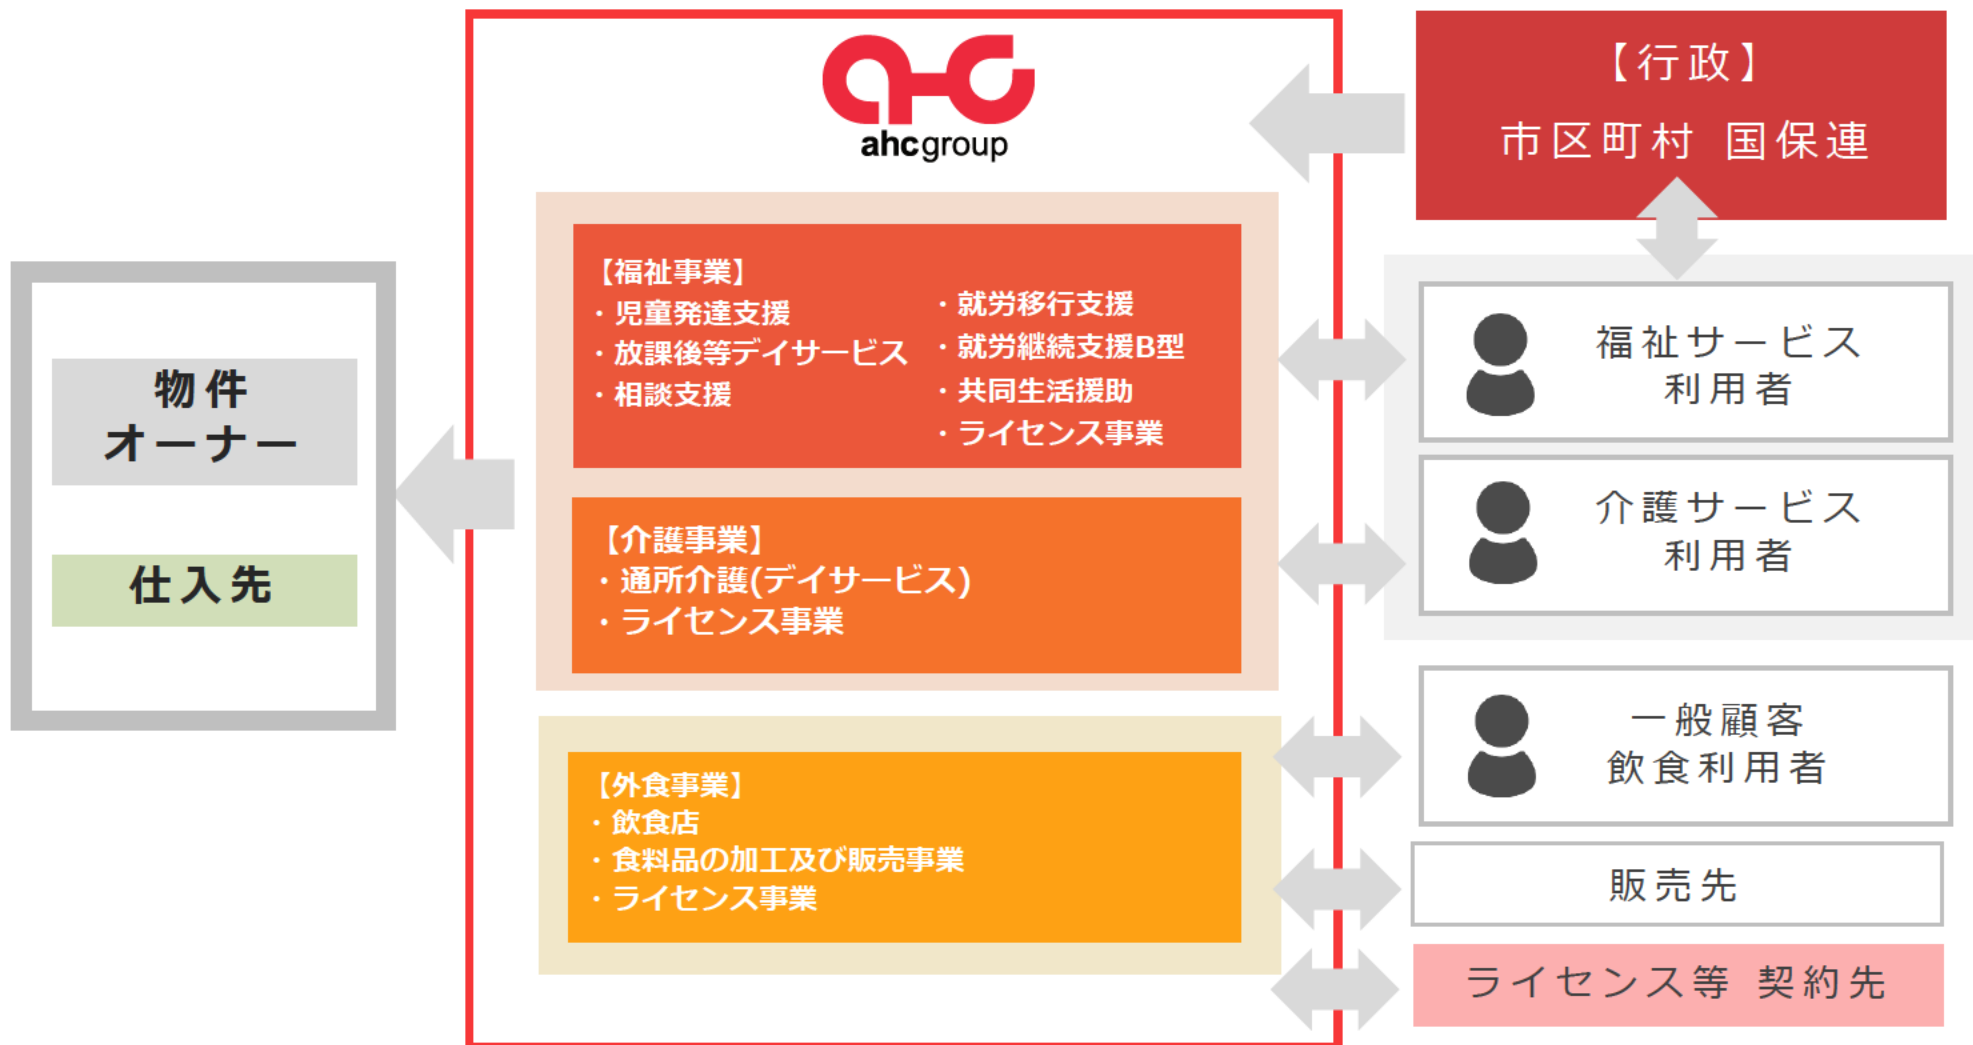 ahcgroup
【行政】
市区町村 国保連
物件
オーナー
仕入先
【福祉事業】
・児童発達支援
・放課後等デイサービス
・相談支援
・就労移行支援
・就労継続支援B型
・共同生活援助
・ライセンス事業
福祉サービス
利用者
【介護事業】
・通所介護(デイサービス)
・ライセンス事業
介護サービス
利用者
【外食事業】
・飲食店
・食料品の加工及び販売事業
・ライセンス事業
一般顧客
飲食利用者
販売先
ライセンス等 契約先